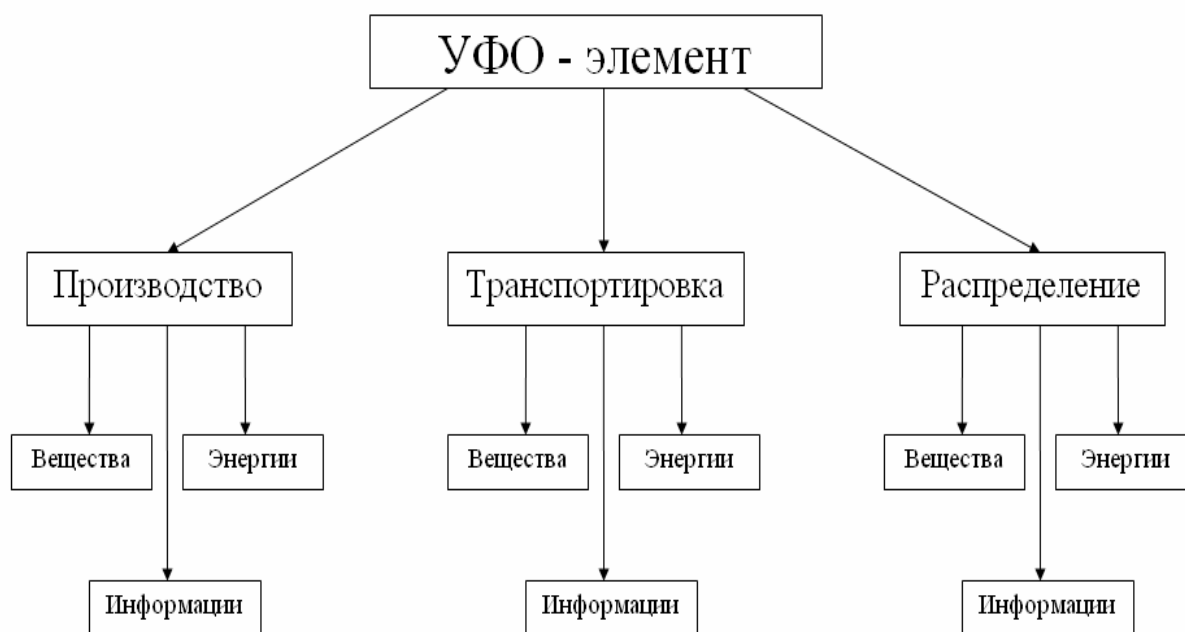 УФО - элемент
Производство
Транспортировка
Распределение
Вещества
Энергии
Вещества
Энергии
Вещества
Энергии
Информации
Информации
Информации